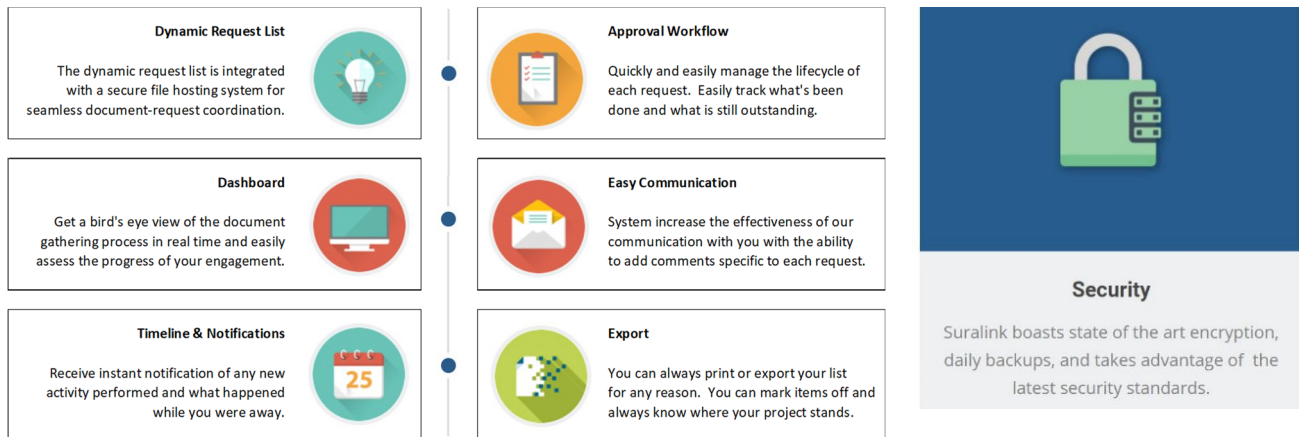 Dynamic Request List
The dynamic request list is integrated
with a secure file hosting system for
seamless document-request coordination.
Approval Workflow
Quickly and easily manage the lifecycle of
each request.  Easily track what's been
done and what is still outstanding.
Dashboard
Get a bird's eye view of the document
gathering process in real time and easily
assess the progress of your engagement.
Easy Communication
System increase the effectiveness of our
communication with you with the ability
to add comments specific to each request.
Timeline & Notifications
Receive instant notification of any new
activity performed and what happened
while you were away.
25
Export
You can always print or export your list
for any reason.  You can mark items off and
always know where your project stands.
Security
Suralink boasts state of the art encryption,
daily backups, and takes advantage of  the
latest security standards.